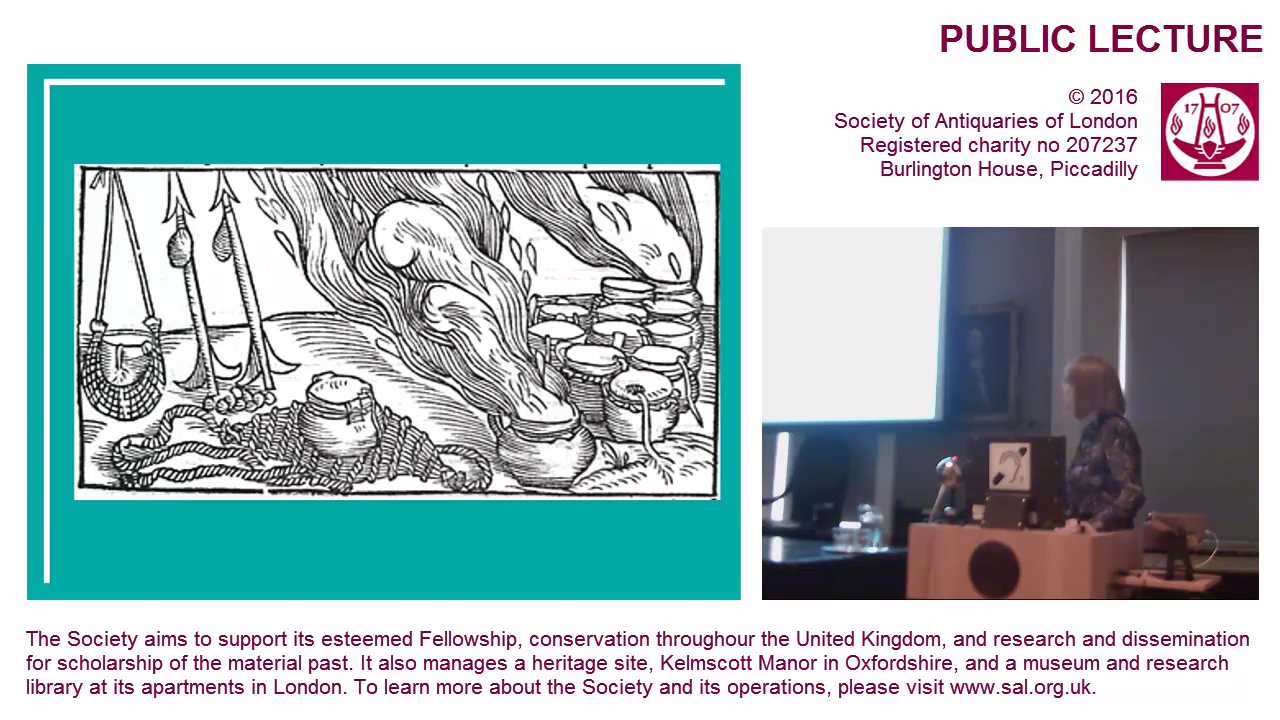 PUBLIC LECTURE
© 2016
Society of Antiquaries of London
Registered charity no 207237
Burlington House, Piccadilly
17 07
The Society aims to support its esteemed Fellowship, conservation throughour the United Kingdom, and research and dissemination
for scholarship of the material past. It also manages a heritage site, Kelmscott Manor in Oxfordshire, and a museum and research
library at its apartments in London. To learn more about the Society and its operations, please visit www.sal.org.uk.